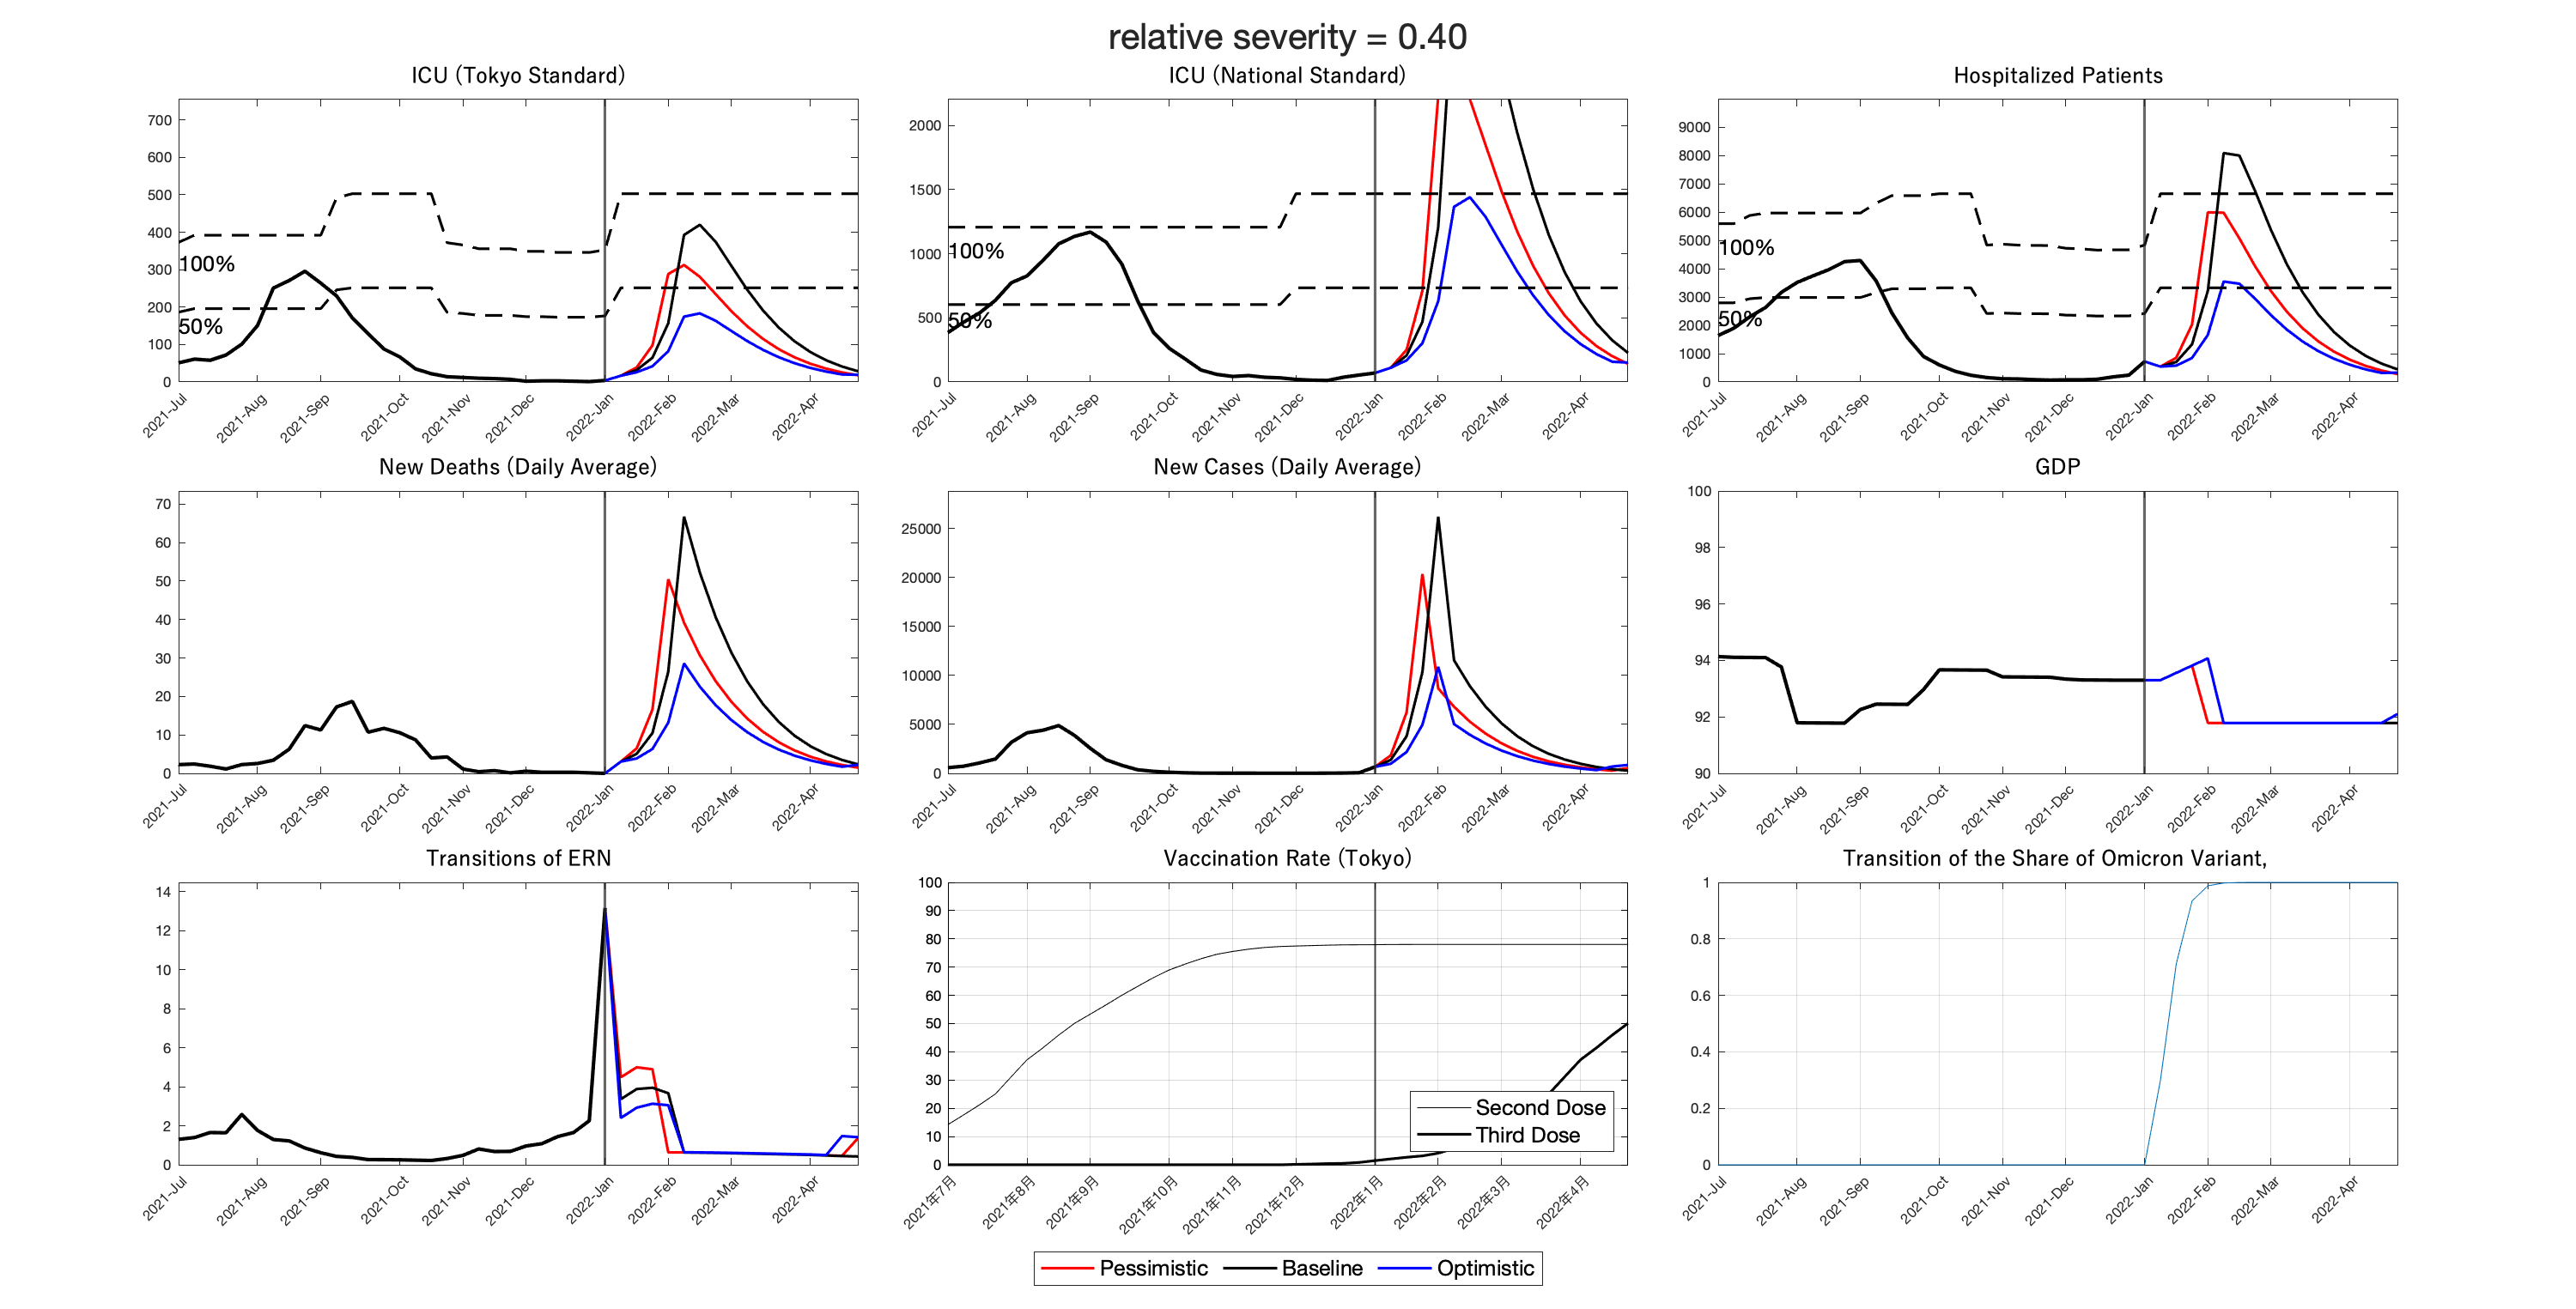 relative severity = 0.40
ICU (Tokyo Standard)
700
600
500
400
300
200
100
0
100%
50%
2021-Jul
2021-Aug
2021-Sep
2021-Oct
2021-Nov
2021-Dec
2022-Jan
2022-Feb
2022-Mar
2022-Apr
ICU (National Standard)
2000
1500
1000
500
0
100%
50%
2021-Jul
2021-Aug
2021-Sep
2021-Oct
2021-Nov
2021-Dec
2022-Jan
2022-Feb
2022-Mar
2022-Apr
Hospitalized Patients
9000
8000
7000
6000
5000
4000
3000
2000
1000
0
100%
50%
2021-Jul
2021-Aug
2021-Sep
2021-Oct
2021-Nov
2021-Dec
2022-Jan
2022-Feb
2022-Mar
2022-Apr
New Deaths (Daily Average)
70
60
50
40
30
20
10
0
2021-Jul
2021-Aug
2021-Sep
2021-Oct
2021-Nov
2021-Dec
2022-Jan
2022-Feb
2022-Mar
2022-Apr
New Cases (Daily Average)
25000
20000
15000
10000
5000
0
2021-Jul
2021-Aug
2021-Sep
2021-Oct
2021-Nov
2021-Dec
2022-Jan
2022-Feb
2022-Mar
2022-Apr
GDP
100
98
96
94
92
90
2021-Jul
2021-Aug
2021-Sep
2021-Oct
2021-Nov
2021-Dec
2022-Jan
2022-Feb
2022-Mar
2022-Apr
Transitions of ERN
14
12
10
8
6
4
2
0
2021-Jul
2021-Aug
2021-Sep
2021-Oct
2021-Nov
2021-Dec
2022-Jan
2022-Feb
2022-Mar
2022-Apr
Vaccination Rate (Tokyo)
100
90
80
70
60
50
40
30
20
10
0
Second Dose
Third Dose
2021年7月
2021年8月
2021年9月
2021年10月
2021年11月
2021年12月
2022年1月
2022年2月
2022年3月
2022年4月
Transition of the Share of Omicron Variant,
1
0.8
0.6
0.4
0.2
0
2021-Jul
2021-Aug
2021-Sep
2021-Oct
2021-Nov
2021-Dec
2022-Jan
2022-Feb
2022-Mar
2022-Apr
Pessimistic Baseline Optimistic